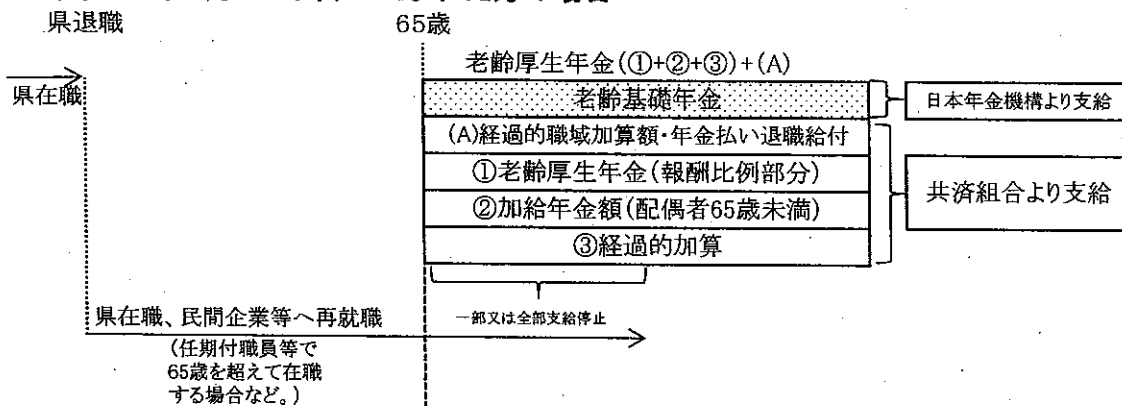 県退職
65歳
老齢厚生年金(①+②+③)+(A)
県在職
老齢基礎年金
日本年金機構より支給
(A)経過的職域加算額・年金払い退職給付
①老齢厚生年金(報酬比例部分)
共済組合より支給
②加給年金額(配偶者65歳未満)
③経過的加算
県在職、民間企業等へ再就職
一部又は全部支給停止
(任期付職員等で
65歳を超えて在職
する場合など。)